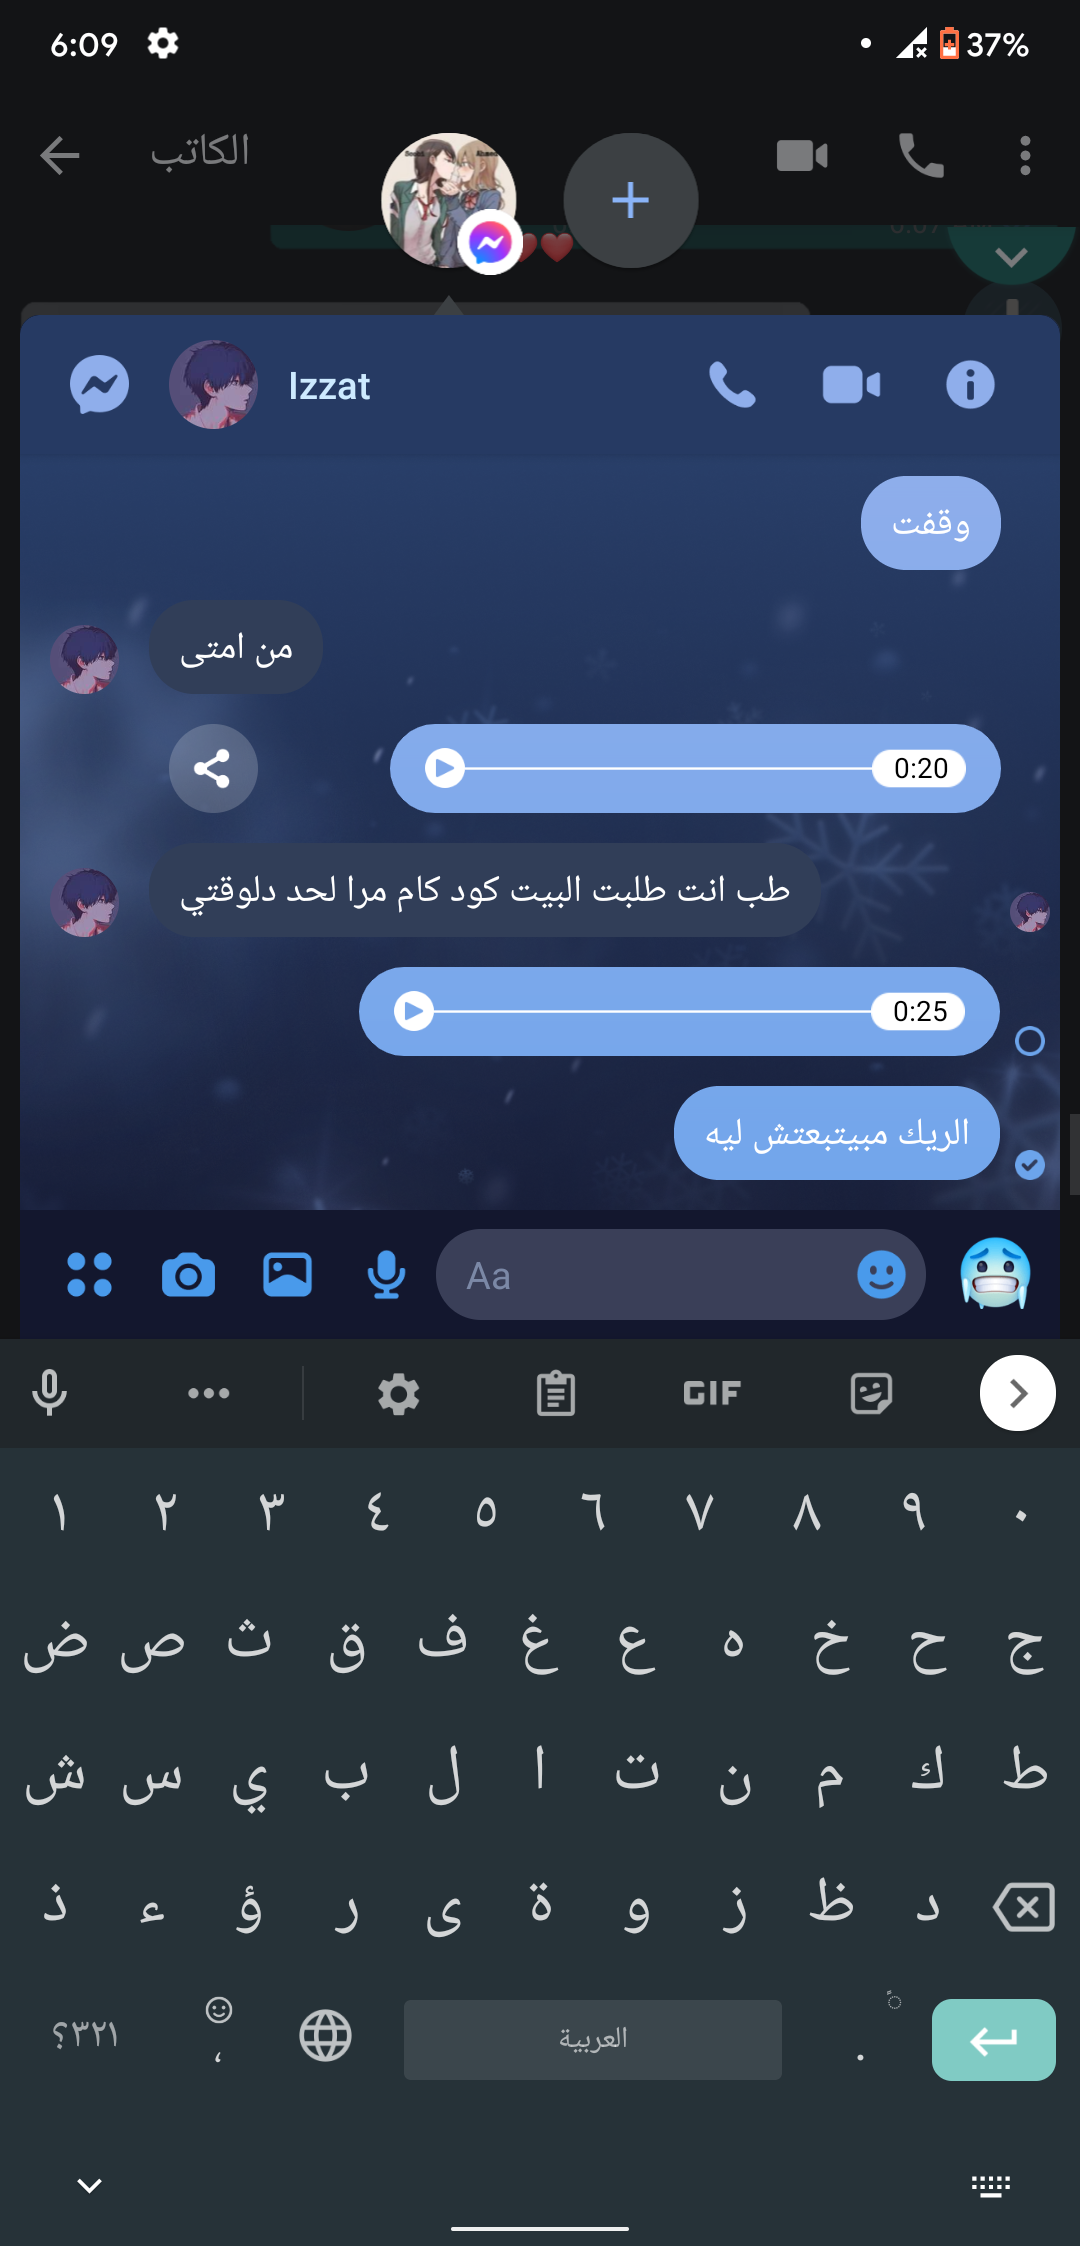 6:09
37%
الكاتب
Izzat
وقفت
من امتى
0:20
طب انت طلبت البيت كود كام مرا لحد دلوقتي
0:25
الريك مبيتبعتش ليه
Aa
GIF
١ ٢ ٣ ٤ ٥ ٦ ٧ ٨ ٩ ٠
ض ص ث ق ف غ ع ه خ ح ج
ش س ي ب ل ا ت ن م ك ط
ذ ء ؤ ر ى ة و ز ظ د
؟٣٢١
،
العربية
.